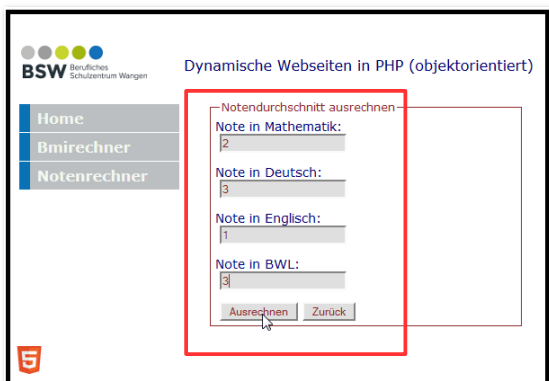 BSW Berufliches
Schulzentrum Wangen
Dynamische Webseiten in PHP (objektorientiert)
Home
Bmirechner
Notenrechner
Notendurchschnitt ausrechnen
Note in Mathematik:
2
Note in Deutsch:
3
Note in Englisch:
1
Note in BWL:
3
Ausrechnen Zurück
5